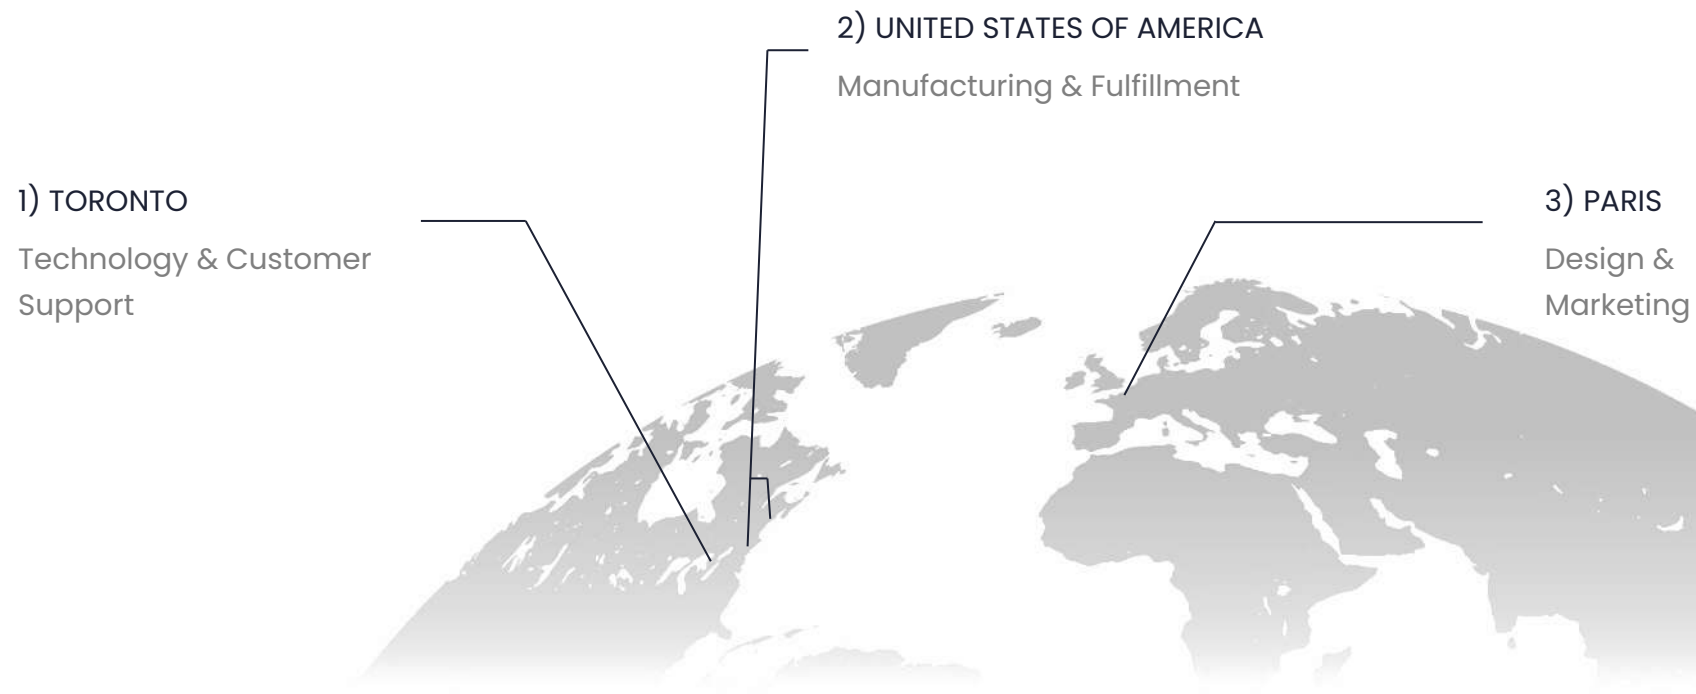 2) UNITED STATES OF AMERICA
Manufacturing & Fulfillment
1) TORONTO
Technology & Customer
Support
3) PARIS
Design &
Marketing